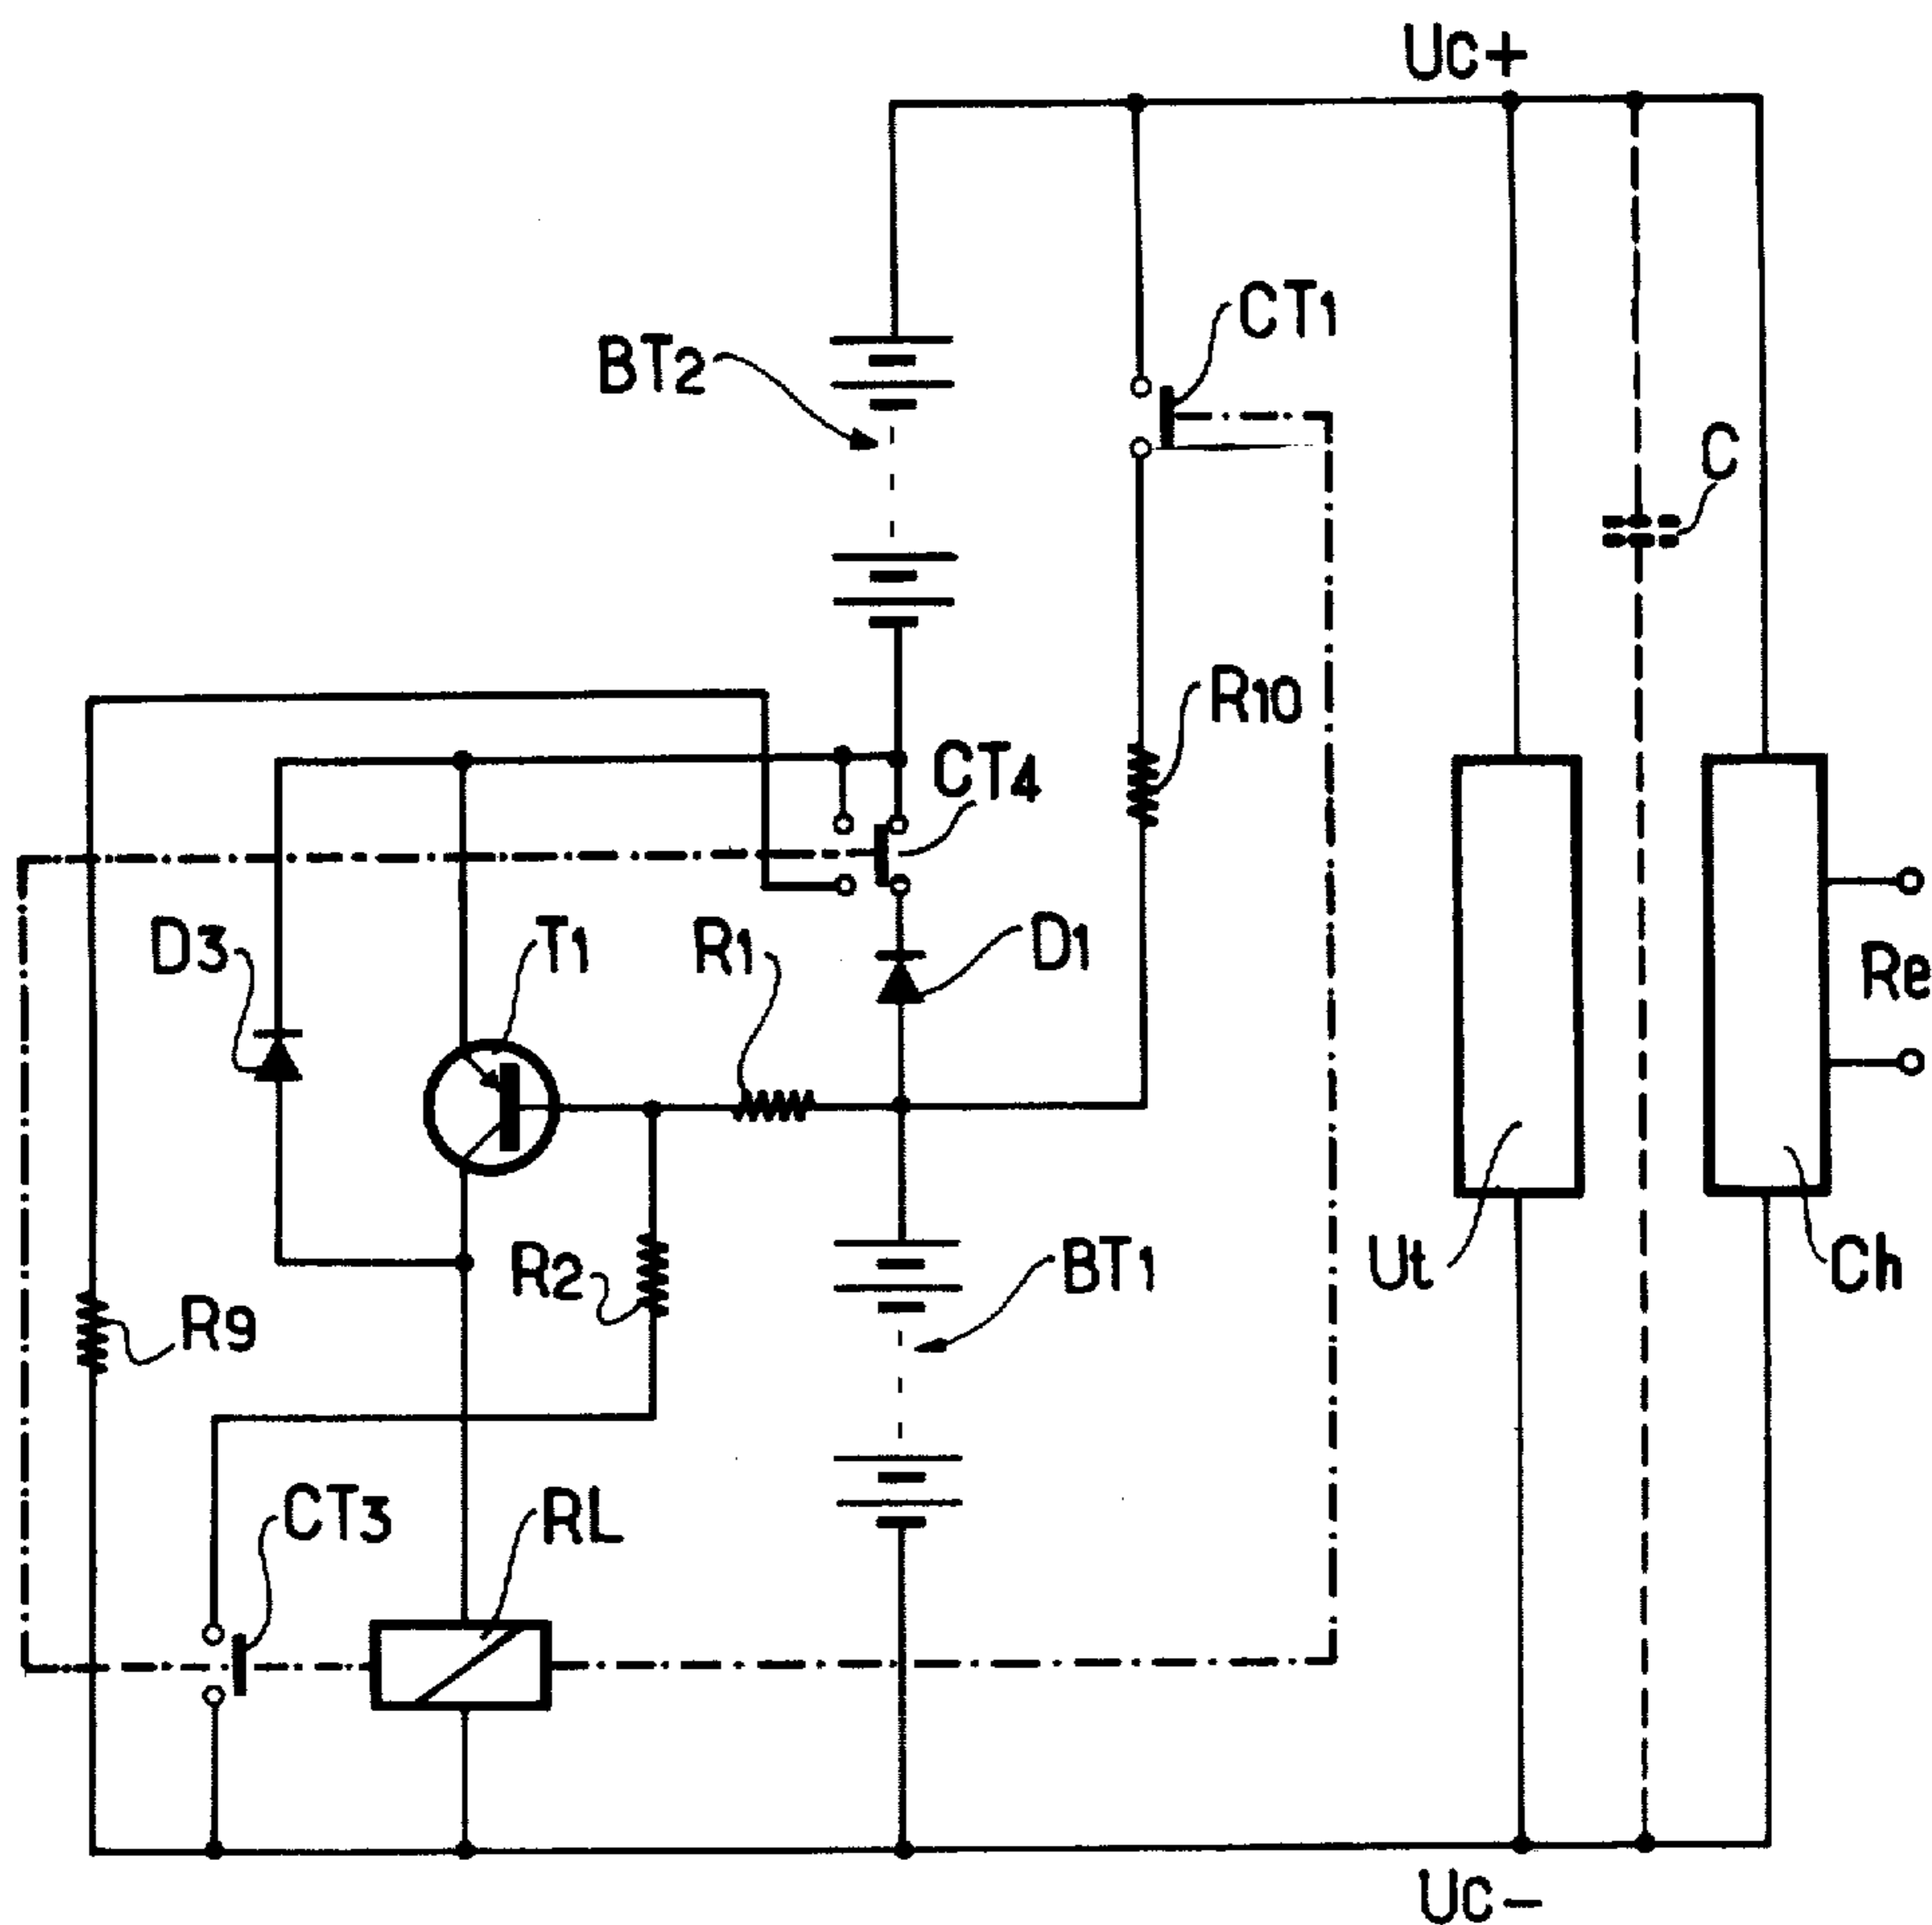 Uc+
CT1
BT2
C
R10
CT4
D3
T1
R1
D1
Re
R2
BT1
Ut
Ch
R9
CT3
RL
Uc-